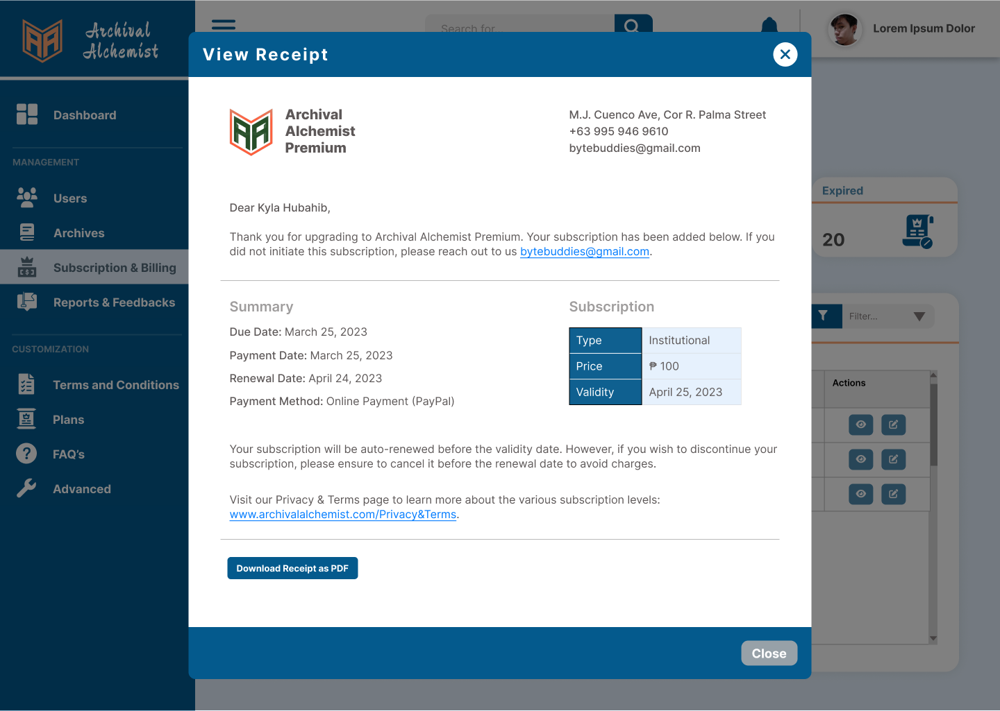 Archival
Alchemist
Search for...
Lorem Ipsum Dolor
View Receipt
Dashboard
MANAGEMENT
Users
Archives
Subscription & Billing
Reports & Feedbacks
CUSTOMIZATION
Terms and Conditions
Plans
FAQ's
Advanced
Archival
Alchemist
Premium
M.J. Cuenco Ave, Cor R. Palma Street
+63 995 946 9610
bytebuddies@gmail.com
Dear Kyla Hubahib,
Thank you for upgrading to Archival Alchemist Premium. Your subscription has been added below. If you
did not initiate this subscription, please reach out to us bytebuddies@gmail.com.
Summary
Due Date: March 25, 2023
Payment Date: March 25, 2023
Renewal Date: April 24, 2023
Payment Method: Online Payment (PayPal)
Subscription
Type Institutional
Price ₱ 100
Validity April 25, 2023
Your subscription will be auto-renewed before the validity date. However, if you wish to discontinue your
subscription, please ensure to cancel it before the renewal date to avoid charges.
Visit our Privacy & Terms page to learn more about the various subscription levels:
www.archivalalchemist.com/Privacy&Terms.
Download Receipt as PDF
Close
Expired
20
Filter...
Actions